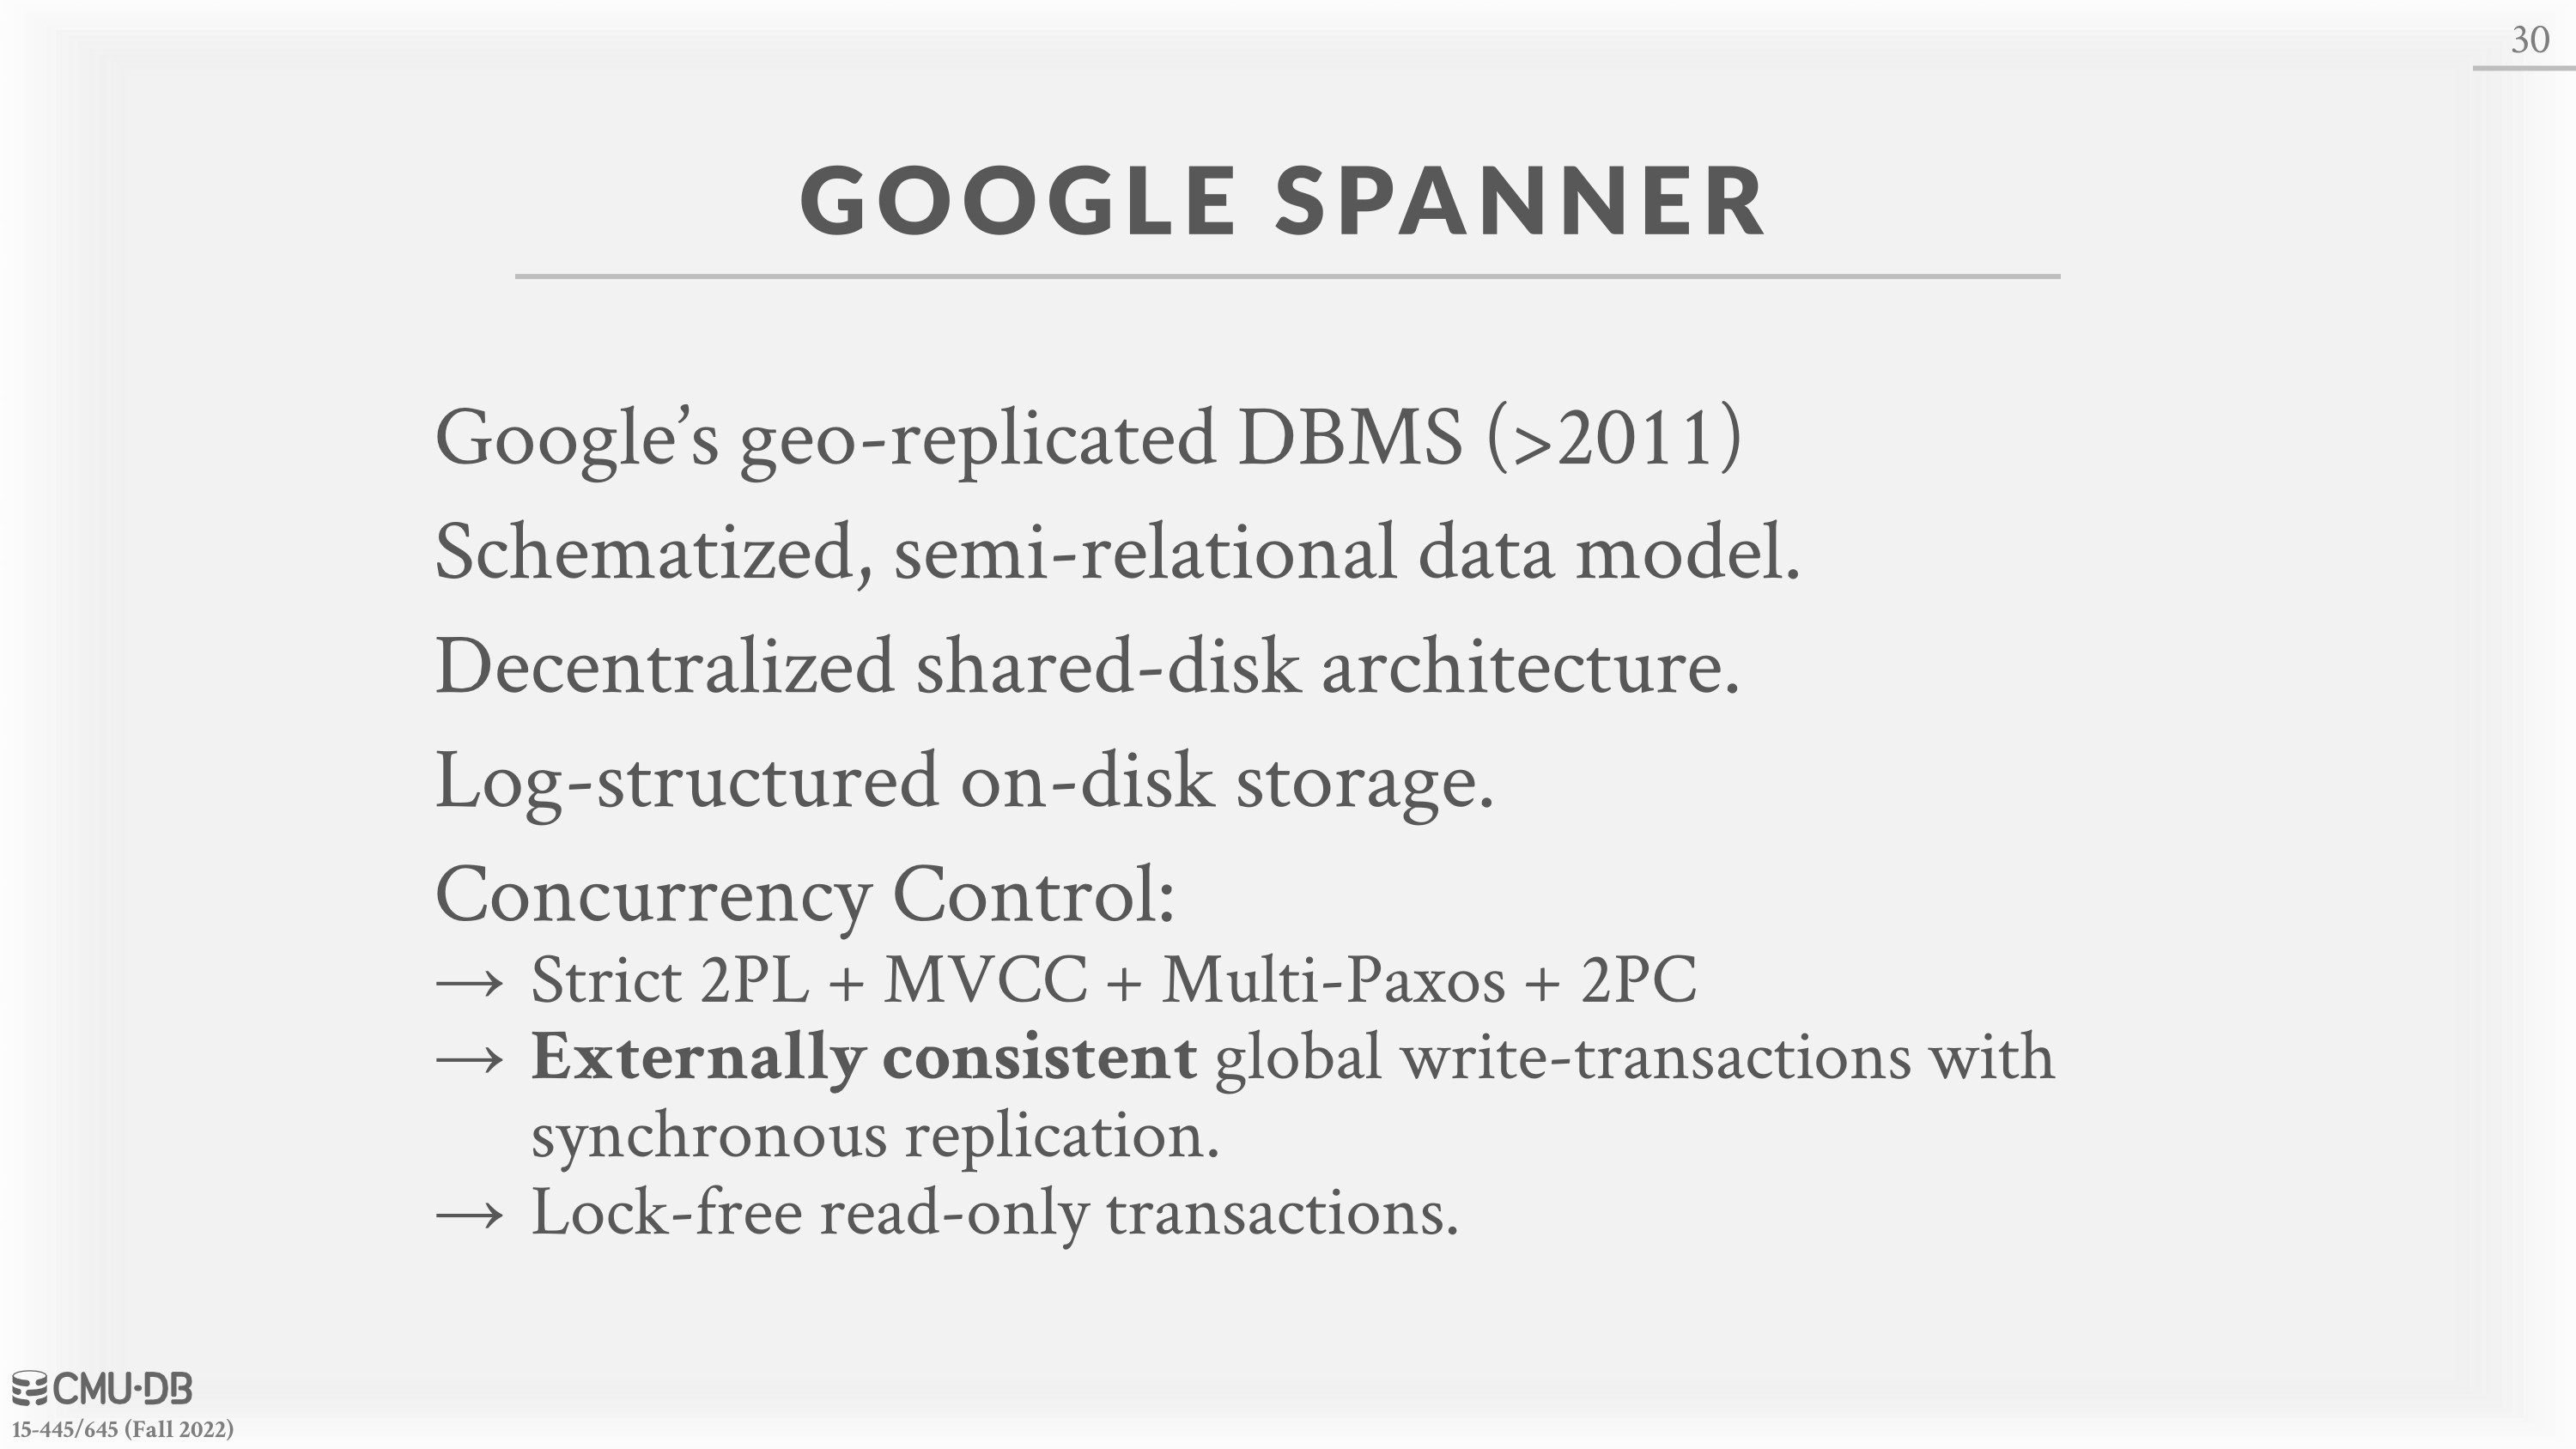 30
GOOGLE SPANNER
Google’s geo-replicated DBMS (>2011)
Schematized, semi-relational data model.
Decentralized shared-disk architecture.
Log-structured on-disk storage.
Concurrency Control:
→ Strict 2PL + MVCC + Multi-Paxos + 2PC
→ Externally consistent global write-transactions with
synchronous replication.
→ Lock-free read-only transactions.
CMU·DB
15-445/645 (Fall 2022)